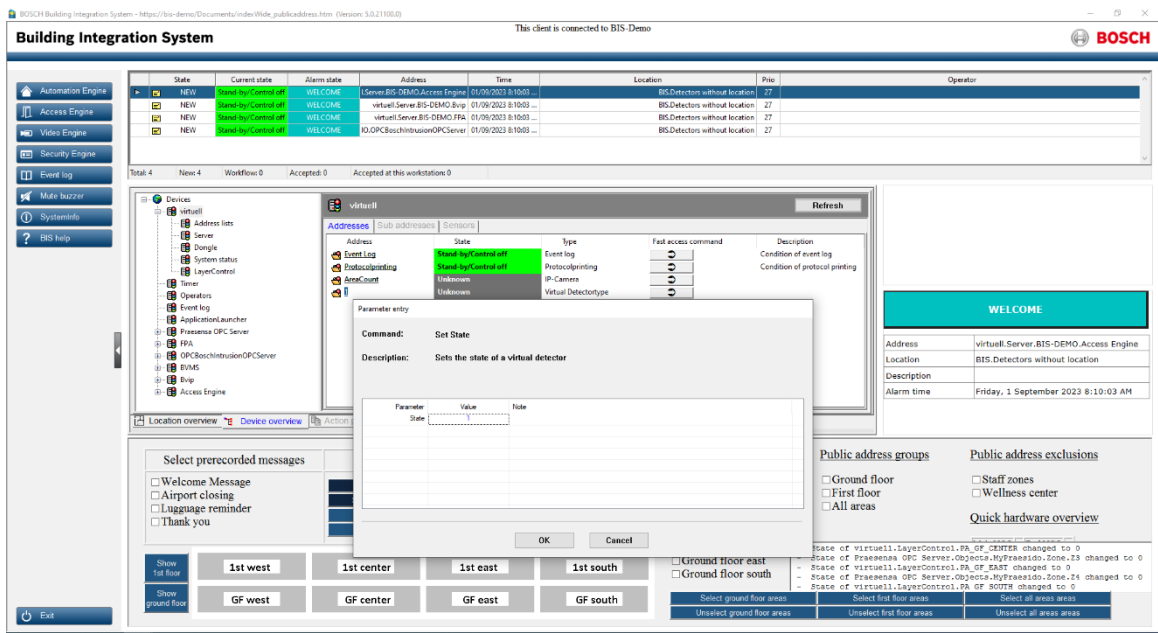 BOSCH Building Integration System - https://bis-demo/Documents/indexWide_publicaddress.htm (Version: 5.0.21100.0)
This client is connected to BIS-Demo
Building Integration System
BOSCH
Automation Engine
Access Engine
Video Engine
Security Engine
Event log
Mute buzzer
SystemInfo
BIS help
Exit
State Current state Alarm state Address Time Location Prio Operator
NEW Stand-by/Control off WELCOME l.Server.BIS-DEMO.Access Engine 01/09/2023 8:10:03 ... BIS.Detectors without location 27
NEW Stand-by/Control off WELCOME virtuell.Server.BIS-DEMO.Bvip 01/09/2023 8:10:03 ... BIS.Detectors without location 27
NEW Stand-by/Control off WELCOME virtuell.Server.BIS-DEMO.FPA 01/09/2023 8:10:03 ... BIS.Detectors without location 27
NEW Stand-by/Control off WELCOME IO.OPCBoschIntrusionOPCServer 01/09/2023 8:10:03 ... BIS.Detectors without location 27
Total: 4 New: 4 Workflow: 0 Accepted: 0 Accepted at this workstation: 0
Devices
virtuell
Address lists
Server
Dongle
System status
LayerControl
Timer
Operators
Event log
ApplicationLauncher
Praesensa OPC Server
FPA
OPCBoschIntrusionOPCServer
BVMS
Bvip
Access Engine
virtuell Refresh
Addresses Sub addresses Sensors
Address State Type Fast access command Description
Event Log Stand-by/Control off Event log Condition of event log
Protocolprinting Stand-by/Control off Protocolprinting Condition of protocol printing
AreaCount Unknown IP-Camera
Unknown Virtual Detectortype
Location overview Device overview Action
Parameter entry
Command: Set State
Description: Sets the state of a virtual detector
Parameter Value Note
State 1
OK Cancel
WELCOME
Address virtuell.Server.BIS-DEMO.Access Engine
Location BIS.Detectors without location
Description
Alarm time Friday, 1 September 2023 8:10:03 AM
Select prerecorded messages
Welcome Message
Airport closing
Lugguage reminder
Thank you
Public address groups
Ground floor
First floor
All areas
Public address exclusions
Staff zones
Wellness center
Quick hardware overview
Show 1st floor
1st west 1st center 1st east 1st south
Show ground floor
GF west GF center GF east GF south
Ground floor east
Ground floor south
State of virtuell.LayerControl.PA_GF_CENTER changed to 0
- State of Praesensa OPC Server.Objects.MyPraesido.Zone.Z3 changed to 0
- State of virtuell.LayerControl.PA_GF_EAST changed to 0
- State of Praesensa OPC Server.Objects.MyPraesido.Zone.Z4 changed to 0
- State of virtuell.LayerControl.PA GF SOUTH changed to 0
Select ground floor areas Select first floor areas Select all areas areas
Unselect ground floor areas Unselect first floor areas Unselect all areas areas